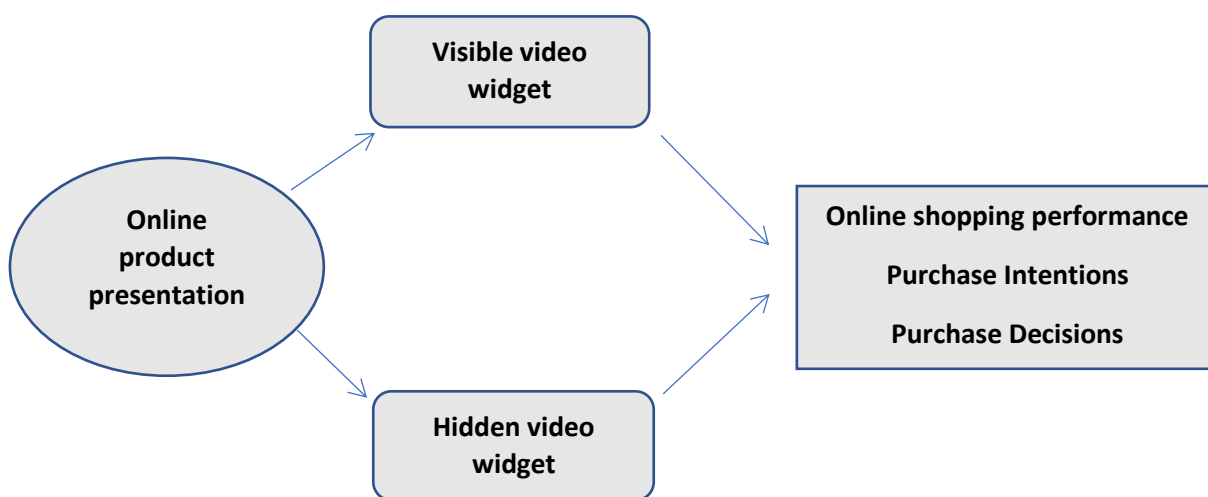 Visible video
widget
Online
product
presentation
Online shopping performance
Purchase Intentions
Purchase Decisions
Hidden video
widget